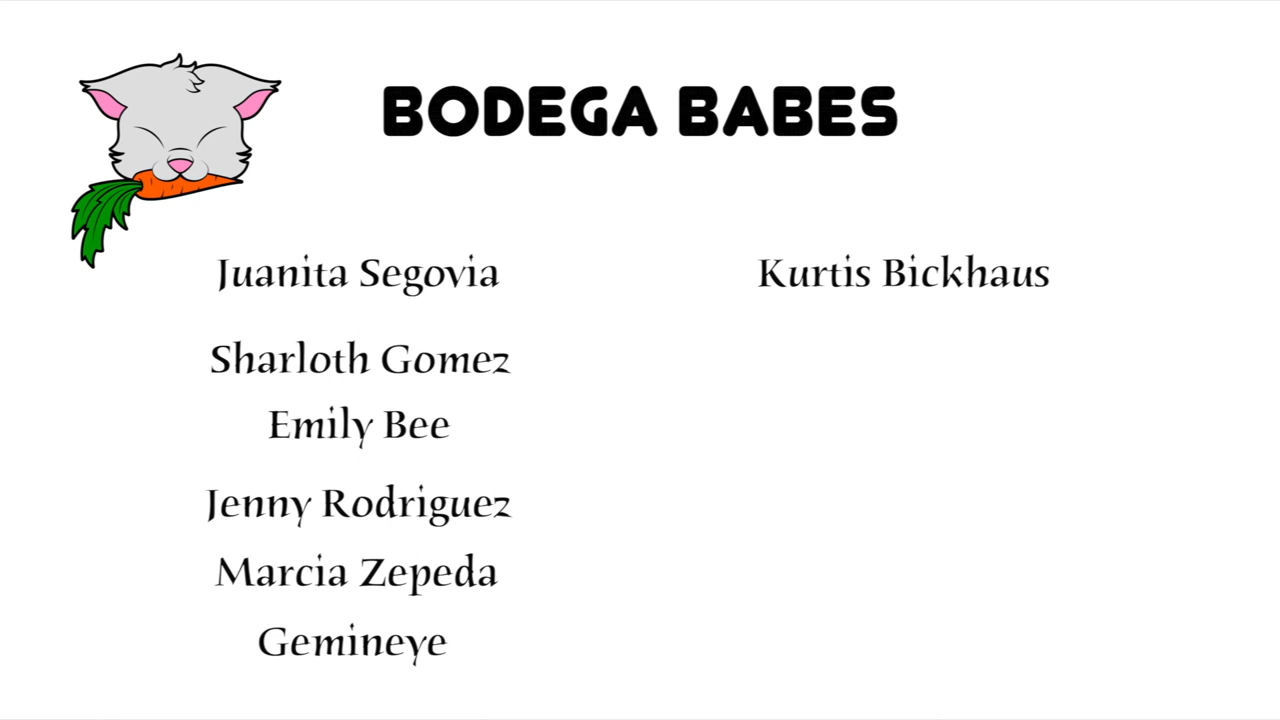 BODEGA BABES
Juanita Segovia
Kurtis Bickhaus
Sharloth Gomez
Emily Bee
Jenny Rodriguez
Marcia Zepeda
Gemineye